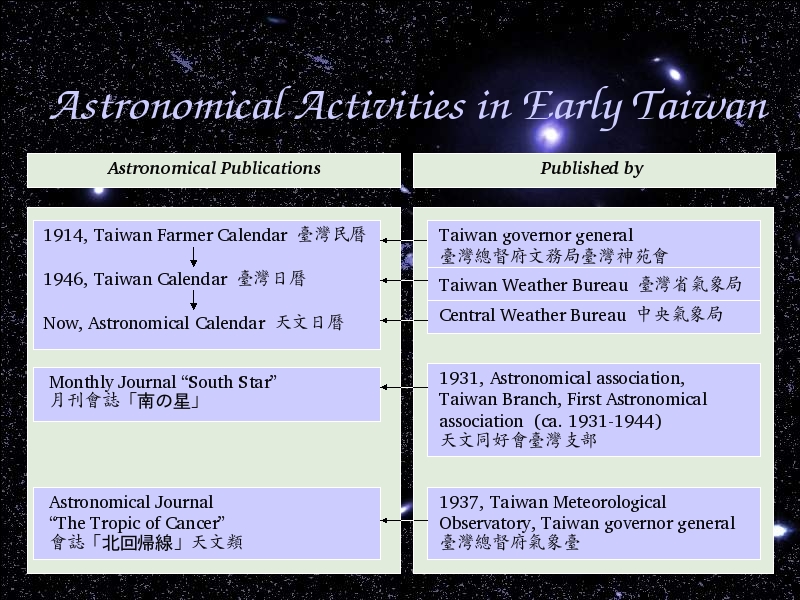 Astronomical Activities in Early Taiwan
Astronomical Publications
Published by
1914, Taiwan Farmer Calendar 臺灣民曆
1946, Taiwan Calendar 臺灣日曆
Now, Astronomical Calendar 天文日曆
Taiwan governor general
臺灣總督府文務局臺灣神苑會
Taiwan Weather Bureau 臺灣省氣象局
Central Weather Bureau 中央氣象局
Monthly Journal “South Star”
月刊會誌「南の星」
1931, Astronomical association,
Taiwan Branch, First Astronomical
association (ca. 1931-1944)
天文同好會臺灣支部
Astronomical Journal
“The Tropic of Cancer”
會誌「北回帰線」天文類
1937, Taiwan Meteorological
Observatory, Taiwan governor general
臺灣總督府氣象臺